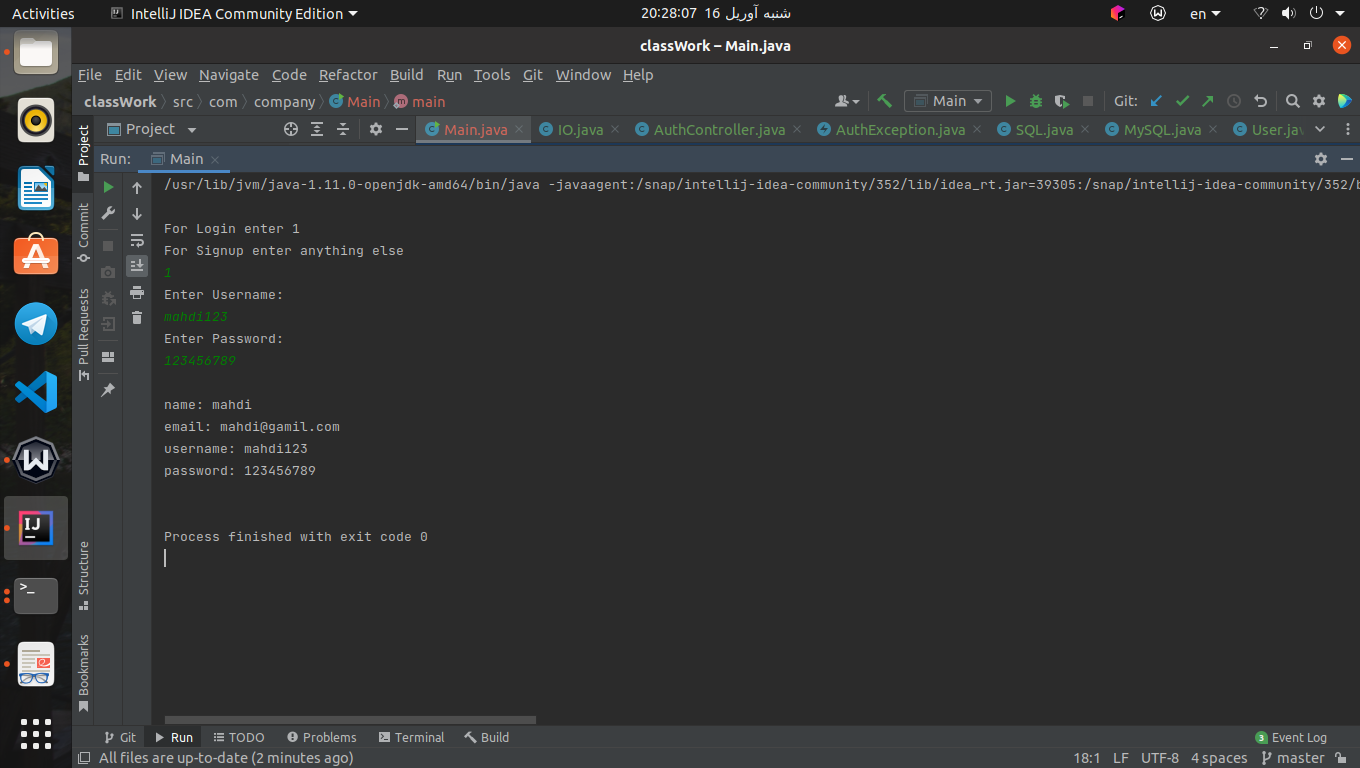 Activities IntelliJ IDEA Community Edition 20:28:07 16 شنبه آوریل en
classWork – Main.java
File Edit View Navigate Code Refactor Build Run Tools Git Window Help
classWork src com company Main main Main Git:
Project Main.java IO.java AuthController.java AuthException.java SQL.java MySQL.java User.jav
Run: Main
/usr/lib/jvm/java-1.11.0-openjdk-amd64/bin/java -javaagent:/snap/intellij-idea-community/352/lib/idea_rt.jar=39305:/snap/intellij-idea-community/352/b
For Login enter 1
For Signup enter anything else
1
Enter Username:
mahdi123
Enter Password:
123456789
name: mahdi
email: mahdi@gamil.com
username: mahdi123
password: 123456789
Process finished with exit code 0
Project
Commit
Pull Requests
Structure
Bookmarks
Git Run TODO Problems Terminal Build 3 Event Log
All files are up-to-date (2 minutes ago) 18:1 LF UTF-8 4 spaces master